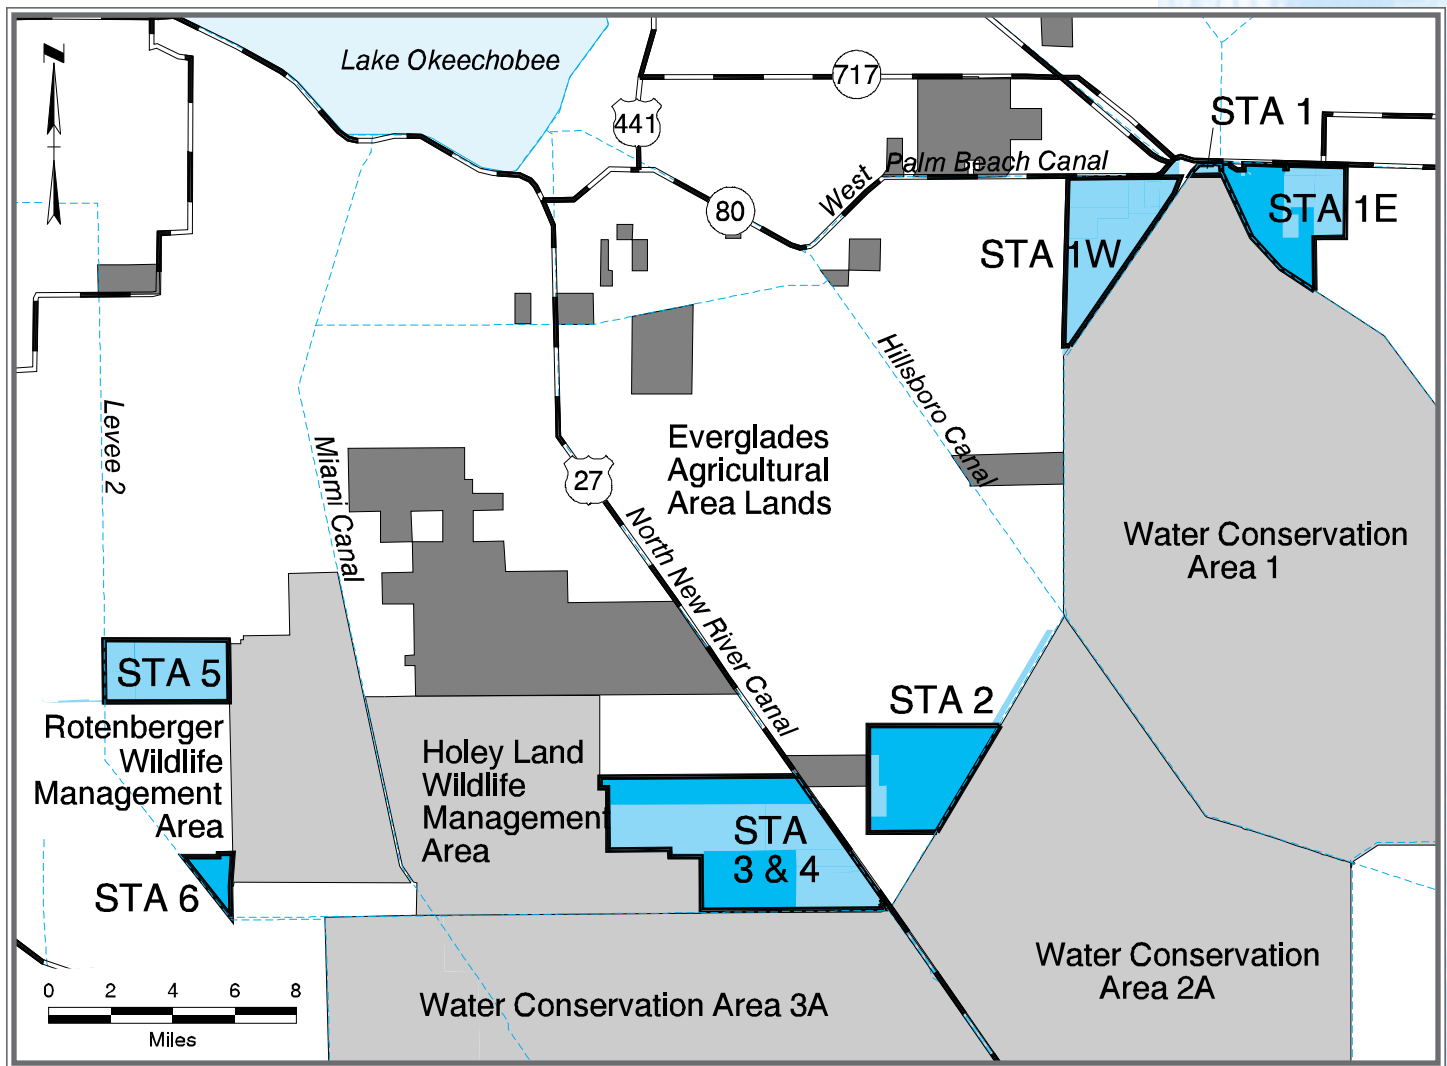 N
Lake Okeechobee
717
441
STA 1
Palm Beach Canal
West
80
STA 1E
STA 1W
Hillsboro Canal
Levee 2
Miami Canal
27
Everglades
Agricultural
Area Lands
North New River Canal
Water Conservation
Area 1
STA 5
STA 2
Rotenberger
Wildlife
Management
Area
Holey Land
Wildlife
Management
Area
STA
3 & 4
STA 6
Water Conservation
Area 2A
Water Conservation Area 3A
0 2 4 6 8
Miles